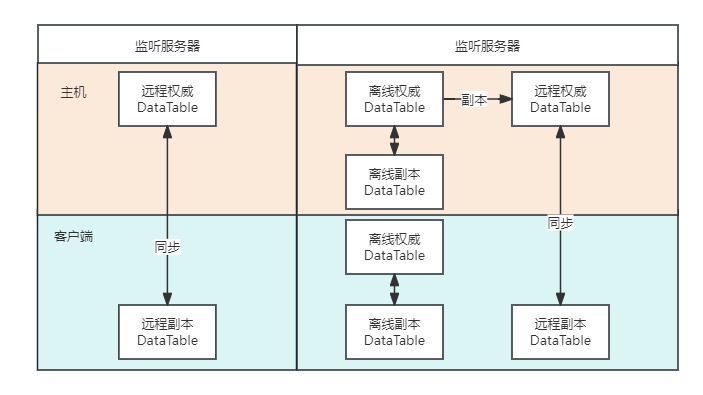 监听服务器
监听服务器
主机
远程权威
DataTable
离线权威
DataTable
副本
远程权威
DataTable
离线副本
DataTable
客户端
同步
离线权威
DataTable
同步
远程副本
DataTable
离线副本
DataTable
远程副本
DataTable